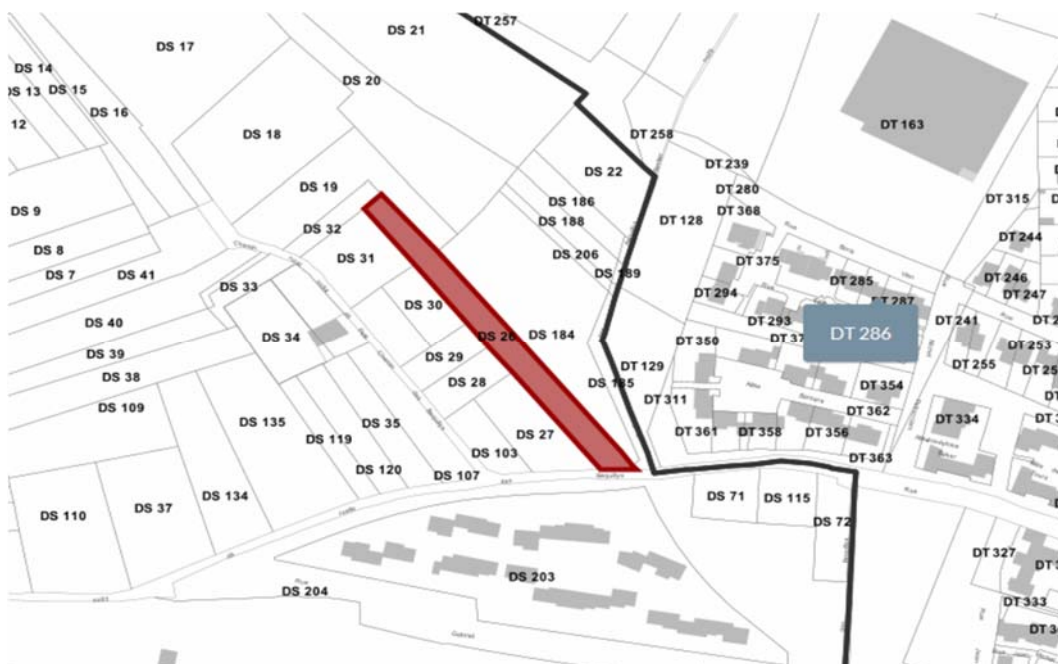 DS 21
DT 257
DS 17
DS 14
DS 20
DS 13
DS 15
DS 16
12
DT 163
DS 18
DT 258
DS 22
DT 239
DS 19
DT 280
DS 186
DT 315
DS 9
DS 188
DT 128
DT 368
DS 32
DT 244
DS 8
DS 31
DS 206
DT 375
DS 7
DS 41
DS 189
DT 285
DT 246
DS 33
DT 294
DT 247
DS 30
DT 287
DS 40
DT 293
DT 241
DS 34
DS 26
DS 184
DT 286
DT 350
DT 253
DS 39
DS 29
DT 129
DT 255
DS 38
DS 28
DS 185
DT 354
DT 311
DS 109
DT 362
DS 135
DS 35
DT 334
DS 119
DS 27
DT 361
DT 358
DT 356
DS 103
DT 363
DS 120
DS 107
DS 134
DS 71
DS 115
DS 110
DS 37
DS 72
DT 327
DS 203
DS 204
DT 333